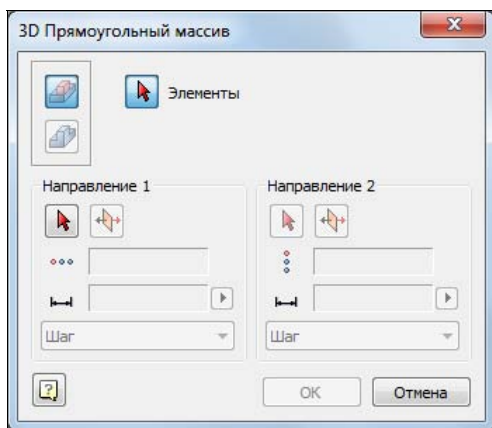 3D Прямоугольный массив
Элементы
Направление 1
Направление 2
Шаг
Шаг
OK
Отмена